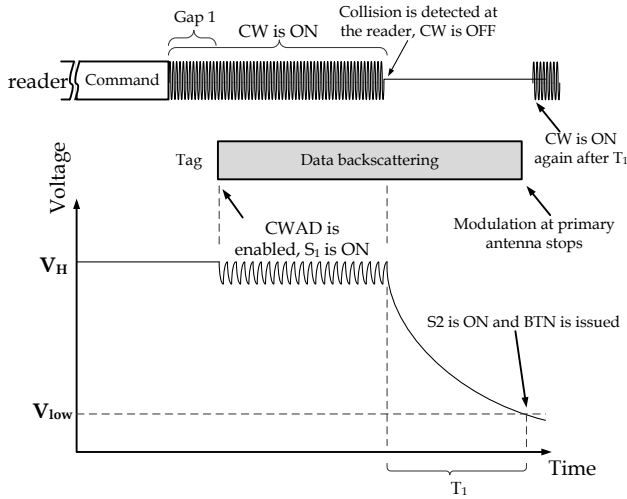 Gap 1
CW is ON
Collision is detected at
the reader, CW is OFF
reader
Command
CW is ON
again after T1
Tag
Data backscattering
Modulation at primary
antenna stops
CWAD is
enabled, S1 is ON
Voltage
VH
S2 is ON and BTN is issued
Vlow
Time
T1